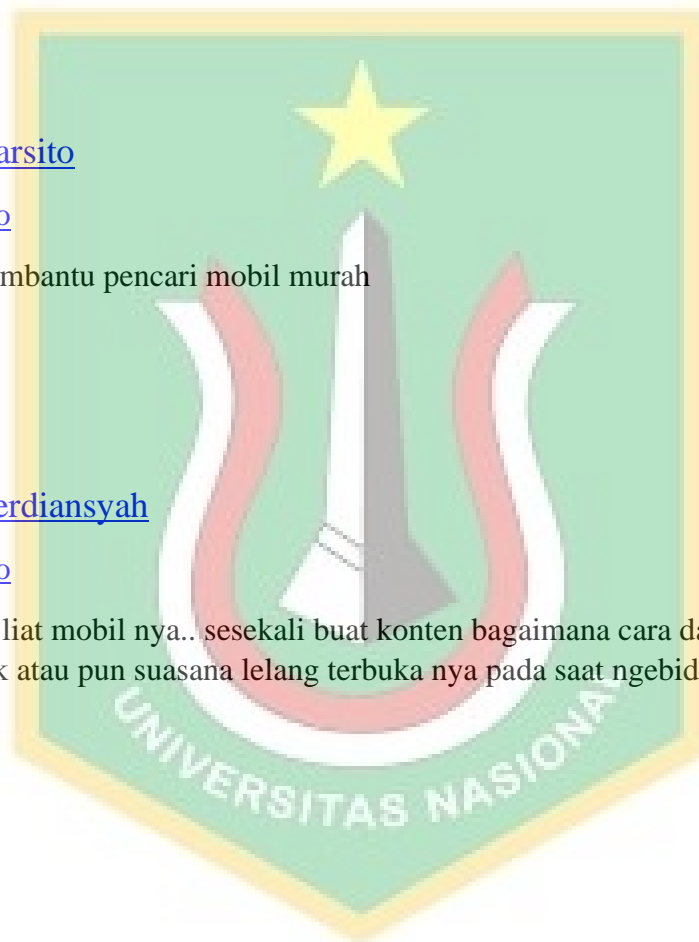 arsito
o
mbantu pencari mobil murah
erdiansyah
o
liat mobil nya.. sesekali buat konten bagaimana cara da
k atau pun suasana lelang terbuka nya pada saat ngebid
UNIVERSITAS NASIONAL